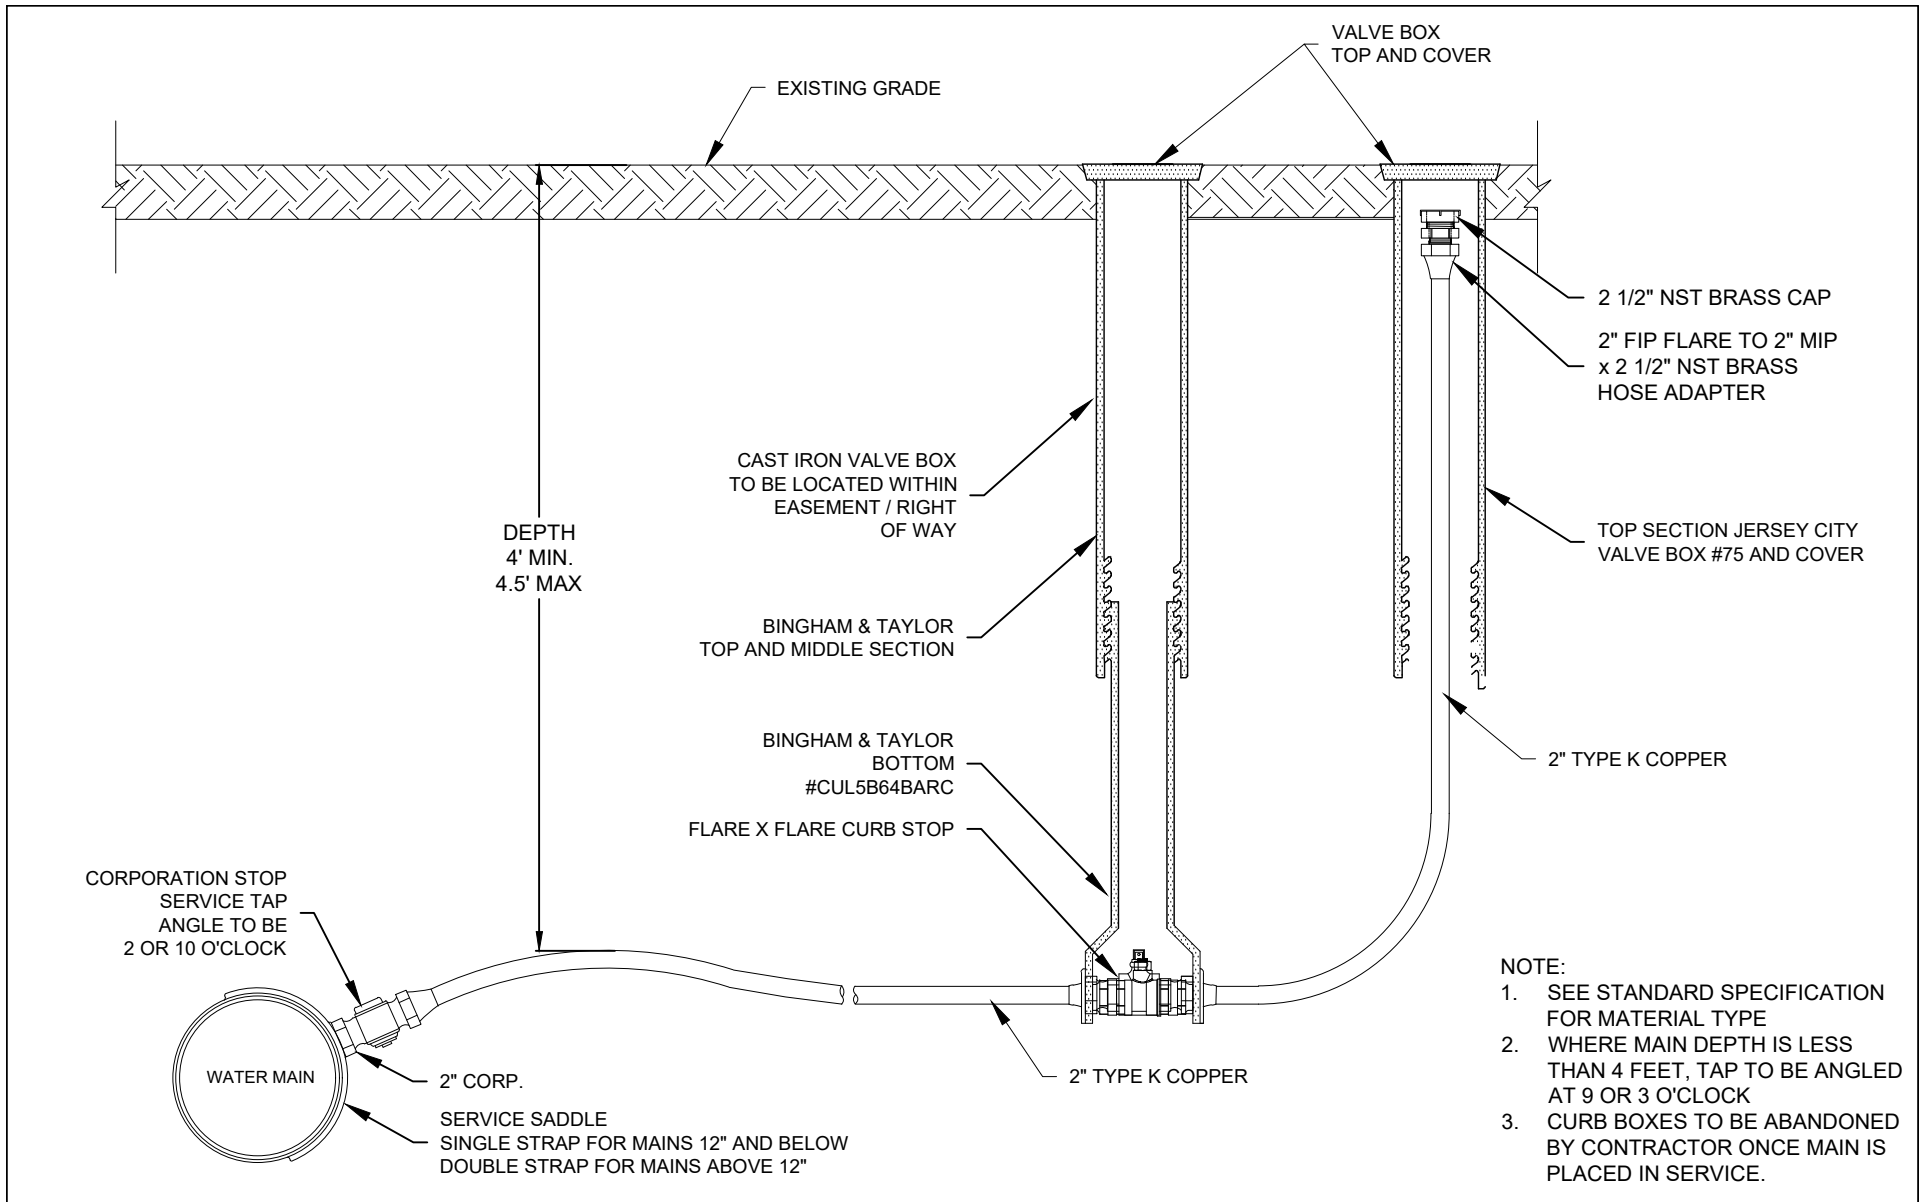 VALVE BOX
TOP AND COVER
EXISTING GRADE
2 1/2" NST BRASS CAP
2" FIP FLARE TO 2" MIP
x 2 1/2" NST BRASS
HOSE ADAPTER
CAST IRON VALVE BOX
TO BE LOCATED WITHIN
EASEMENT / RIGHT
OF WAY
DEPTH
4' MIN.
4.5' MAX
TOP SECTION JERSEY CITY
VALVE BOX #75 AND COVER
BINGHAM & TAYLOR
TOP AND MIDDLE SECTION
BINGHAM & TAYLOR
BOTTOM
#CUL5B64BARC
2" TYPE K COPPER
FLARE X FLARE CURB STOP
CORPORATION STOP
SERVICE TAP
ANGLE TO BE
2 OR 10 O'CLOCK
WATER MAIN
2" CORP.
2" TYPE K COPPER
SERVICE SADDLE
SINGLE STRAP FOR MAINS 12" AND BELOW
DOUBLE STRAP FOR MAINS ABOVE 12"
NOTE:
1. SEE STANDARD SPECIFICATION
FOR MATERIAL TYPE
2. WHERE MAIN DEPTH IS LESS
THAN 4 FEET, TAP TO BE ANGLED
AT 9 OR 3 O'CLOCK
3. CURB BOXES TO BE ABANDONED
BY CONTRACTOR ONCE MAIN IS
PLACED IN SERVICE.